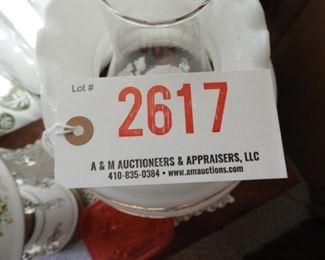 Lot #
2617
A & M AUCTIONEERS & APPRAISERS, LLC
410-835-0384 • www.amauctions.com